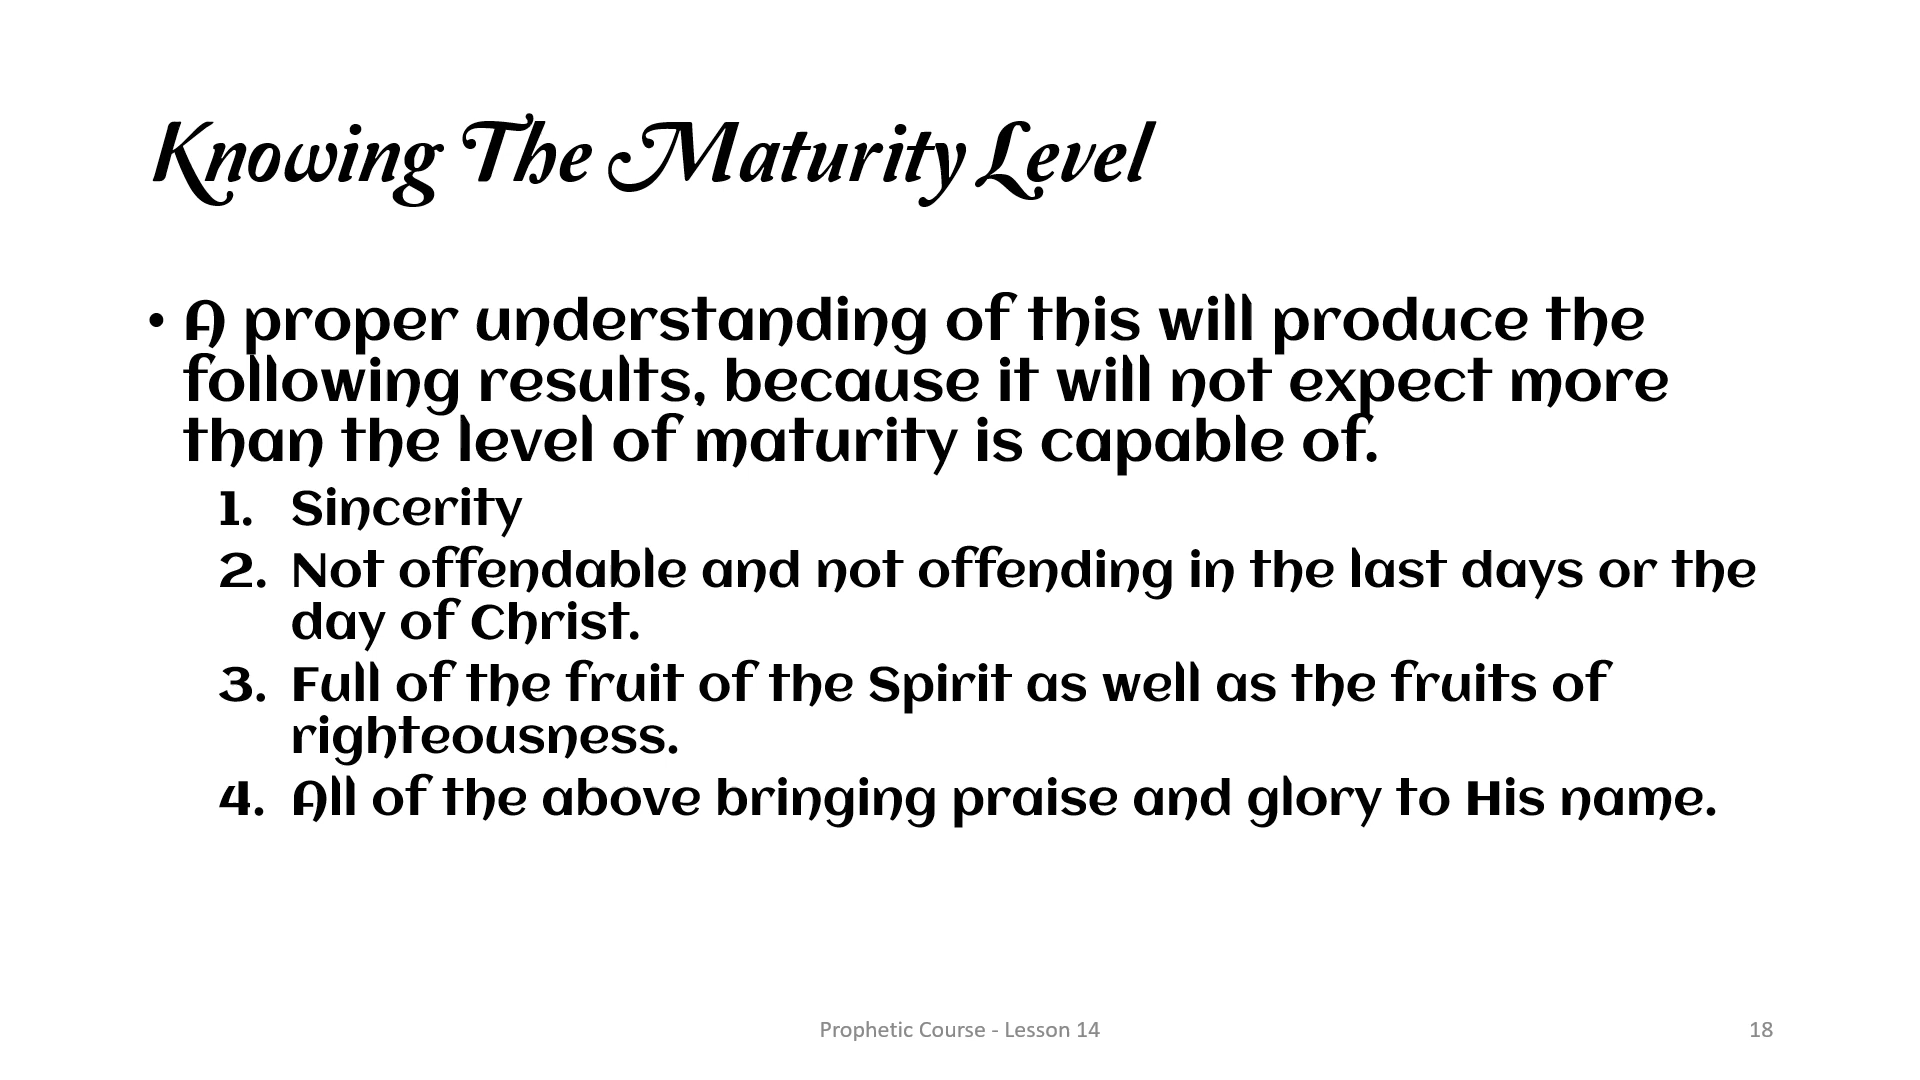 Knowing The Maturity Level
• A proper understanding of this will produce the
following results, because it will not expect more
than the level of maturity is capable of.
1. Sincerity
2. Not offendable and not offending in the last days or the
day of Christ.
3. Full of the fruit of the Spirit as well as the fruits of
righteousness.
4. All of the above bringing praise and glory to His name.
Prophetic Course - Lesson 14
18